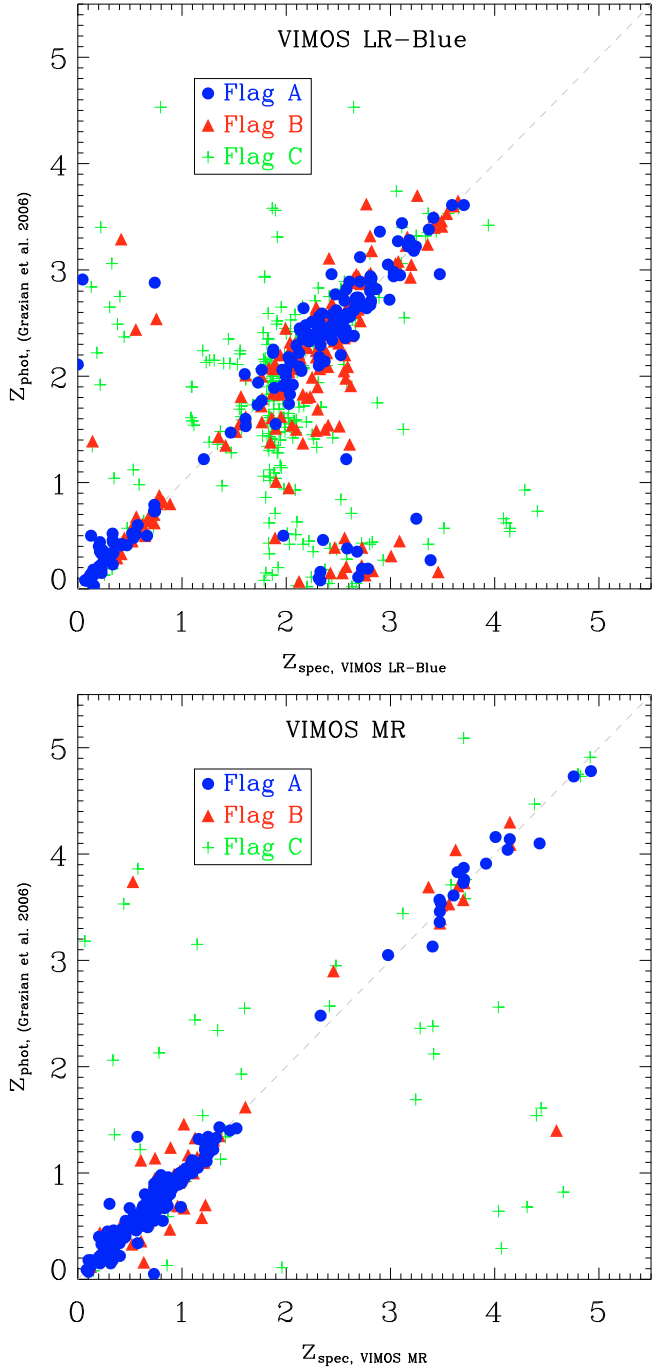 VIMOS LR-Blue
Flag A
Flag B
Flag C
5
4
3
2
1
0
Zphot, (Grazian et al. 2006)
0 1 2 3 4 5
Zspec, VIMOS LR-Blue
VIMOS MR
Flag A
Flag B
Flag C
5
4
3
2
1
0
Zphot, (Grazian et al. 2006)
0 1 2 3 4 5
Zspec, VIMOS MR